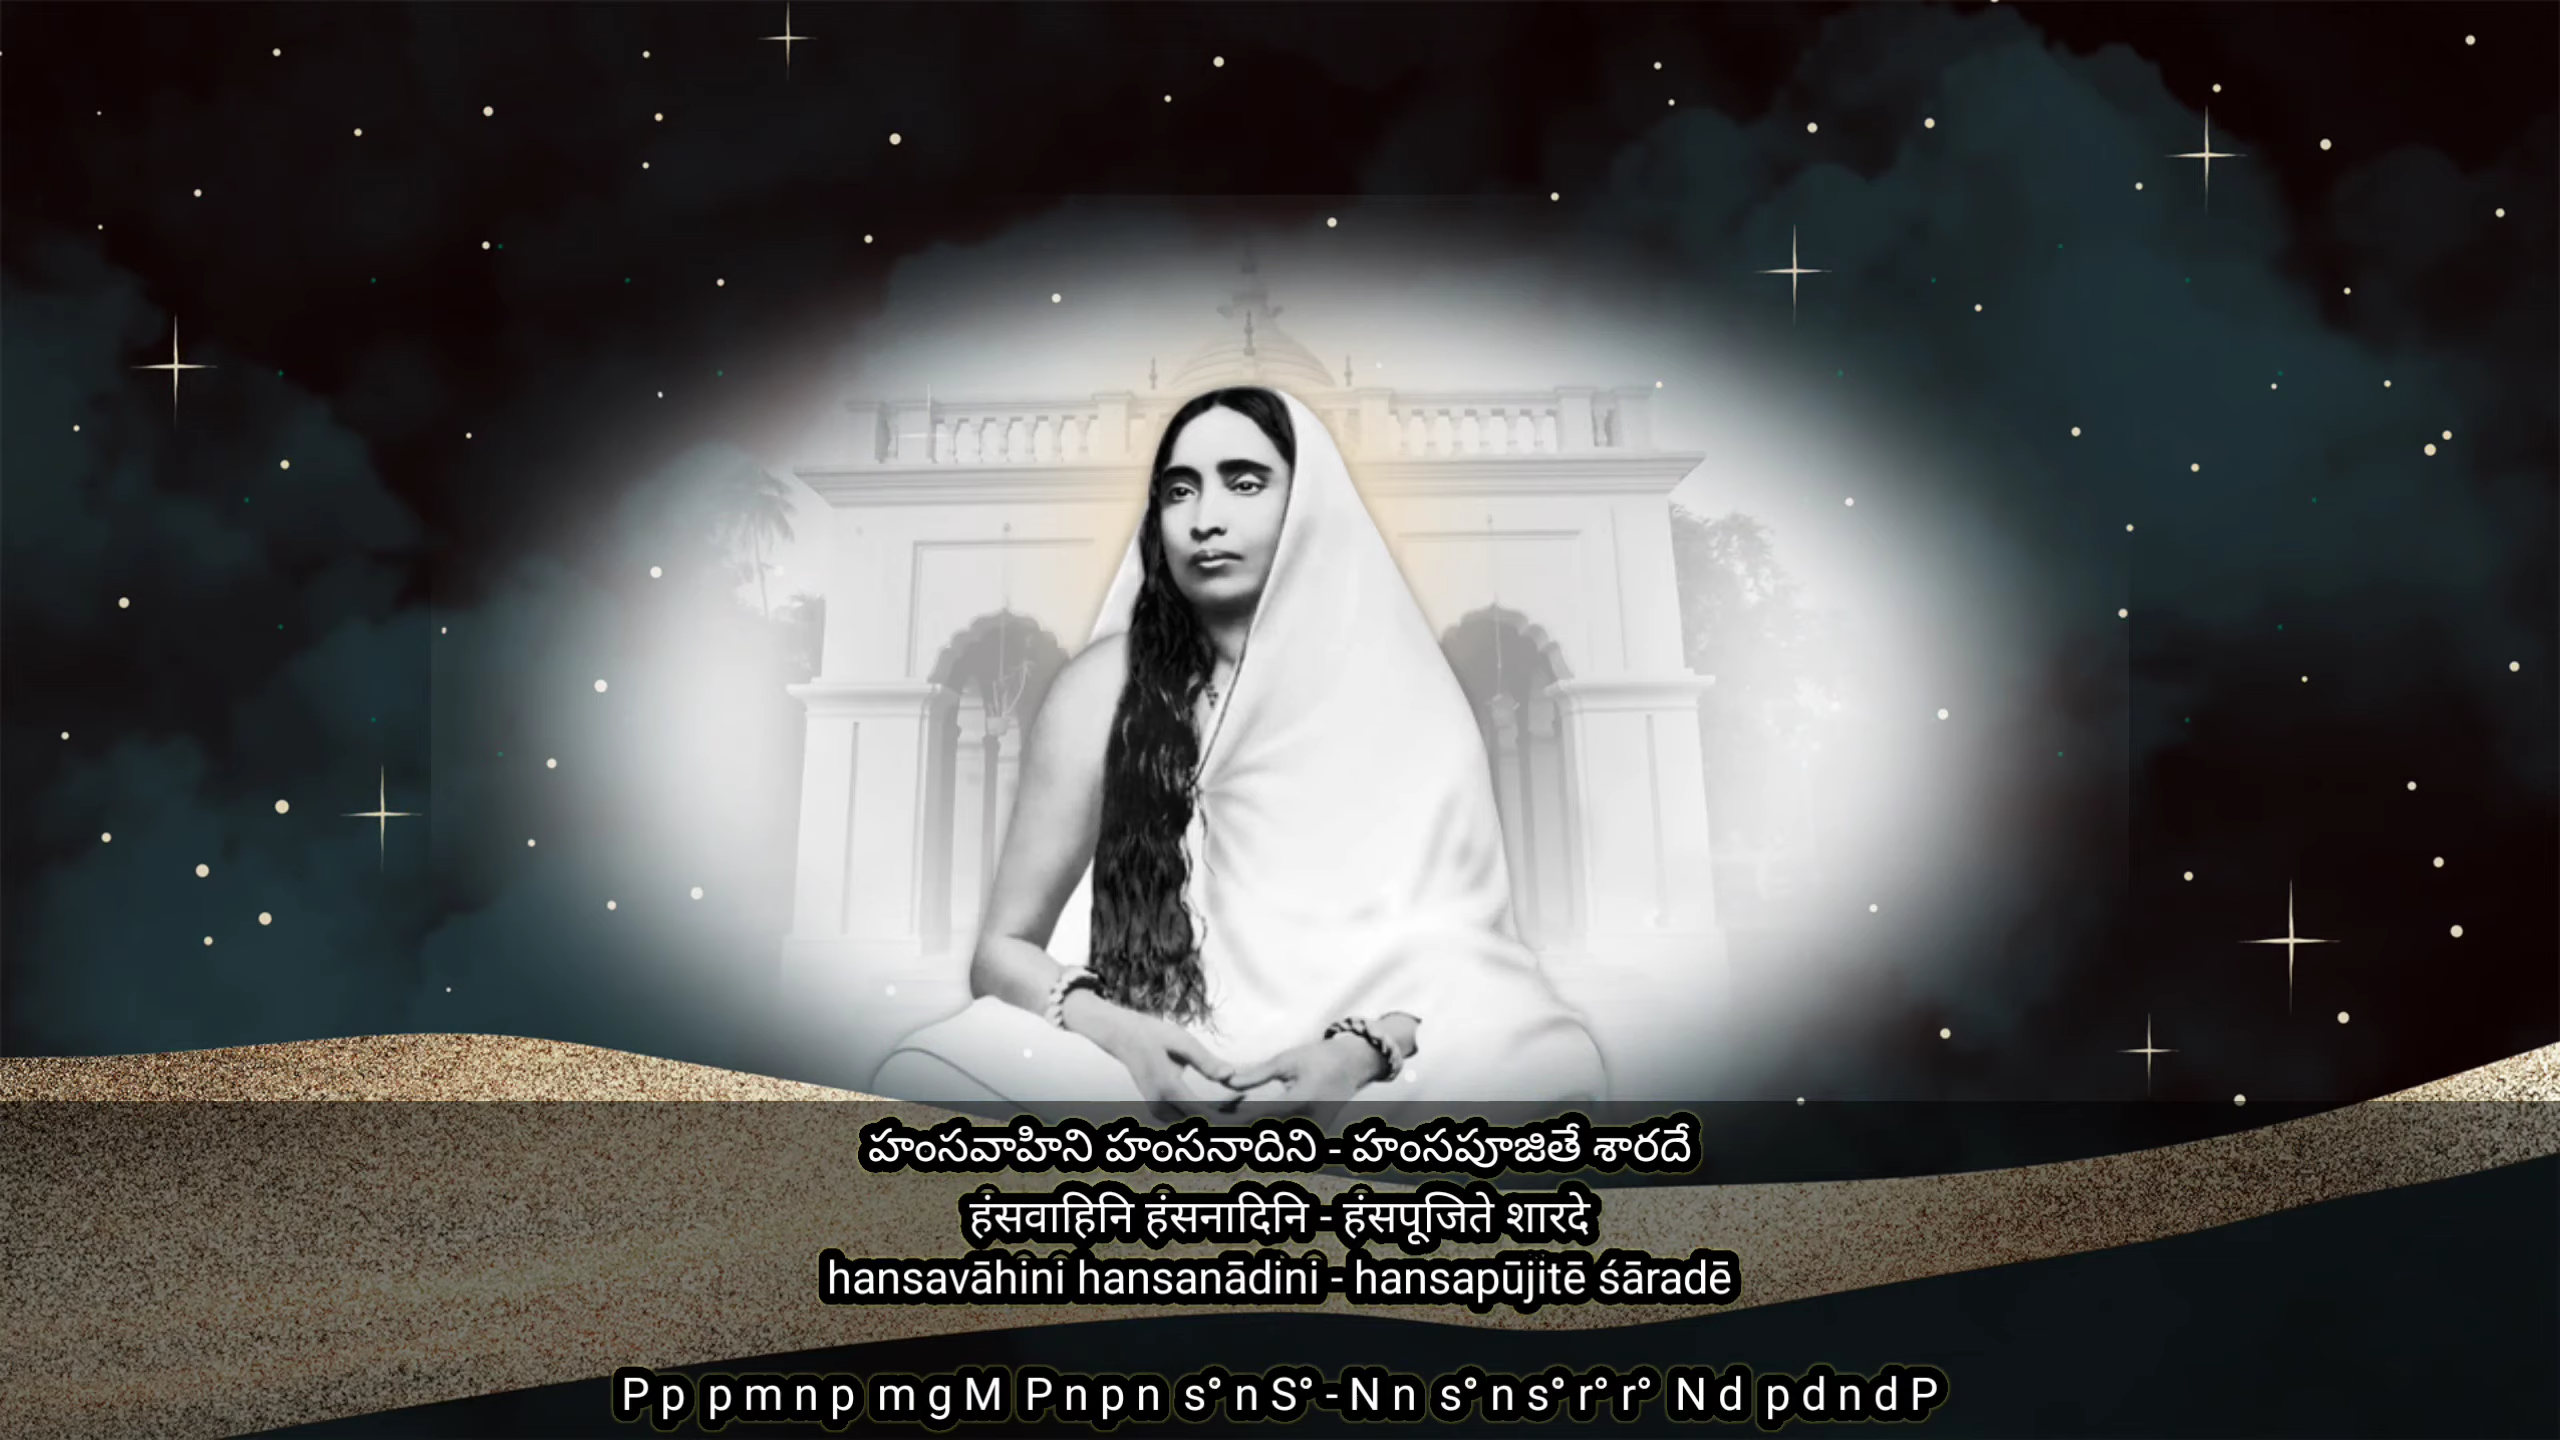 హంసవాహిని హంసనాదిని - హంసపూజితే శారదే
हंसवाहिनि हंसनादिनि - हंसपूजिते शारदे
hansavāhini hansanādini - hansapūjitē śāradē
P p p m n p m g M P n p n s° n S° - N n s° n s° r° r° N d p d n d P